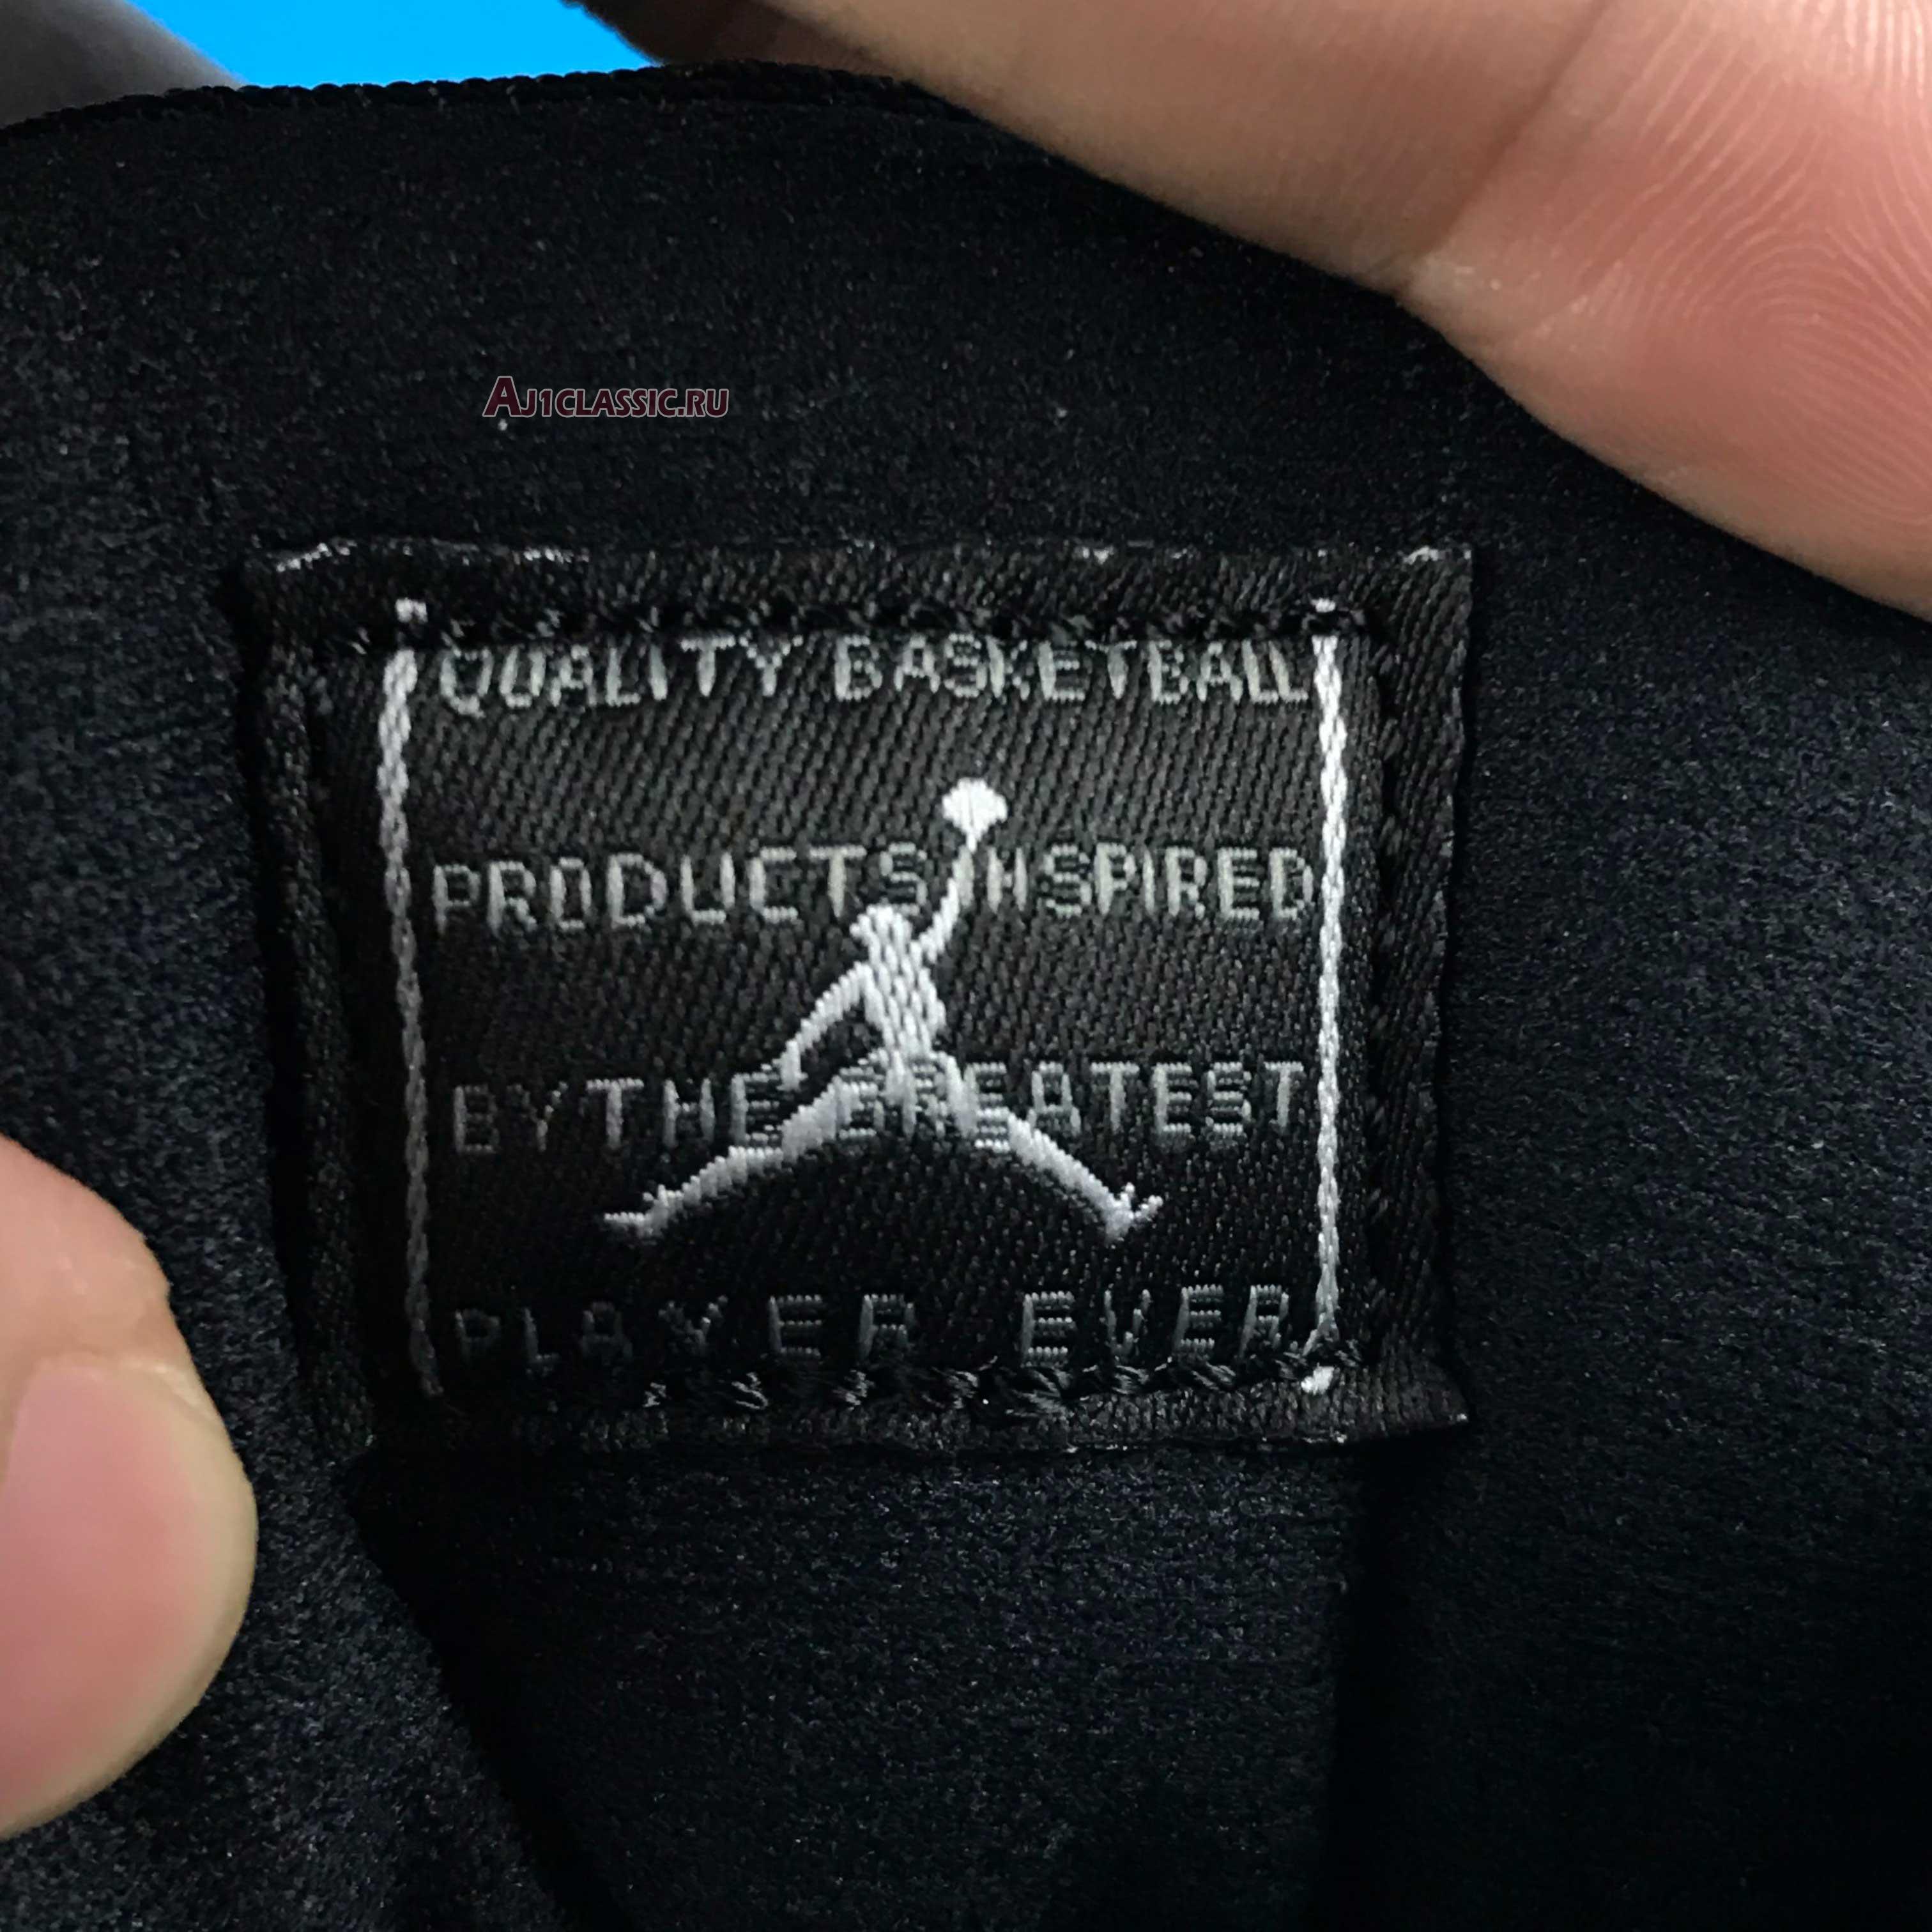 AJ1CLASSIC.RU
QUALITY BASKETBALL
PRODUCTS INSPIRED
BY THE GREATEST
PLAYER EVER